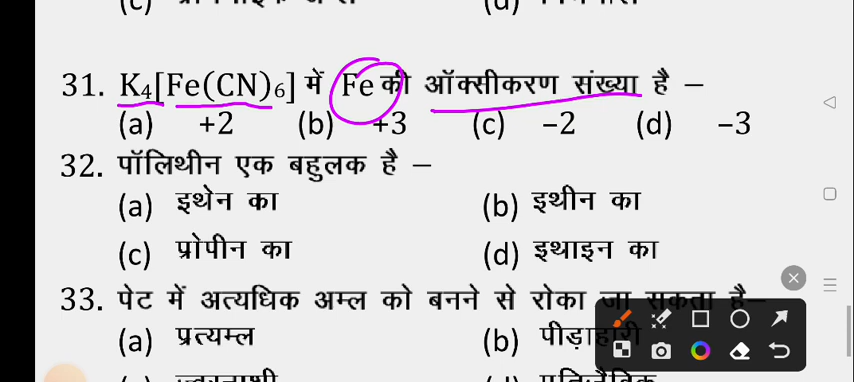 (c)
(d)
31. K₄[Fe(CN)₆] में Fe की ऑक्सीकरण संख्या है –
(a) +2 (b) +3 (c) –2 (d) –3
32. पॉलिथीन एक बहुलक है –
(a) इथेन का (b) इथीन का
(c) प्रोपीन का (d) इथाइन का
33. पेट में अत्यधिक अम्ल को बनने से रोका जा सकता है–
(a) प्रत्यम्ल (b) पीड़ाहारी